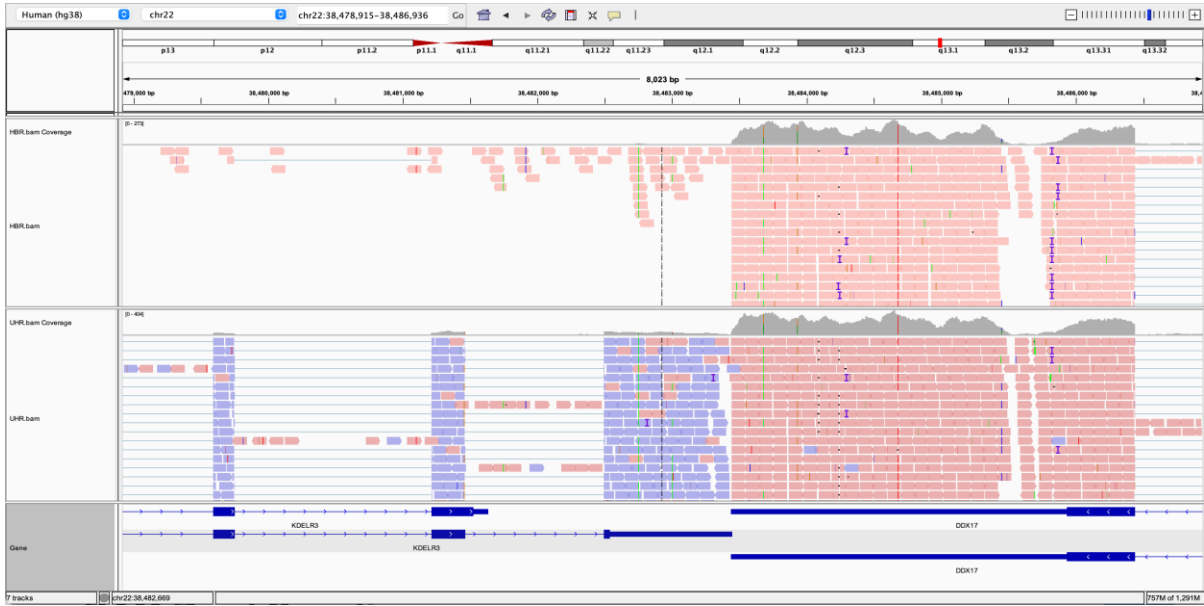 Human (hg38) chr22 chr22:38,478,915-38,486,936 Go
p13 p12 p11.2 p11.1 q11.1 q11.21 q11.22 q11.23 q12.1 q12.2 q12.3 q13.1 q13.2 q13.31 q13.32
8,023 bp
479,000 bp 38,480,000 bp 38,481,000 bp 38,482,000 bp 38,483,000 bp 38,484,000 bp 38,485,000 bp 38,486,000 bp 38,4
HBR.bam Coverage
[0 - 273]
HBR.bam
UHR.bam Coverage
[0 - 404]
UHR.bam
Gene
KDELR3 DDX17
KDELR3
DDX17
7 tracks chr22:38,482,669 757M of 1,291M